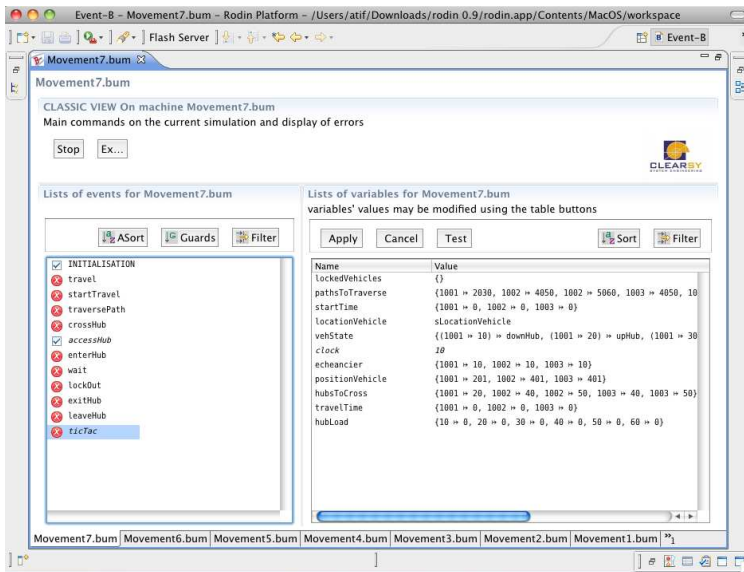 Event-B - Movement7.bum - Rodin Platform - /Users/atif/Downloads/rodin 0.9/rodin.app/Contents/MacOS/workspace
Flash Server
Event-B
Movement7.bum
Movement7.bum
CLASSIC VIEW On machine Movement7.bum
Main commands on the current simulation and display of errors
Stop
Ex...
CLEARSY
SYSTEM ENGINEERING
Lists of events for Movement7.bum
ASort
Guards
Filter
INITIALISATION
travel
startTravel
traversePath
crossHub
accessHub
enterHub
wait
lockOut
exitHub
leaveHub
ticTac
Lists of variables for Movement7.bum
variables' values may be modified using the table buttons
Apply
Cancel
Test
Sort
Filter
Name Value
lockedVehicles {}
pathsToTraverse {1001 ↦ 2030, 1002 ↦ 4050, 1002 ↦ 5060, 1003 ↦ 4050, 10
startTime {1001 ↦ 0, 1002 ↦ 0, 1003 ↦ 0}
locationVehicle sLocationVehicle
vehState {(1001 ↦ 10) ↦ downHub, (1001 ↦ 20) ↦ upHub, (1001 ↦ 30
clock 10
echeancier {1001 ↦ 10, 1002 ↦ 10, 1003 ↦ 10}
positionVehicle {1001 ↦ 201, 1002 ↦ 401, 1003 ↦ 401}
hubsToCross {1001 ↦ 20, 1002 ↦ 40, 1002 ↦ 50, 1003 ↦ 40, 1003 ↦ 50}
travelTime {1001 ↦ 0, 1002 ↦ 0, 1003 ↦ 0}
hubLoad {10 ↦ 0, 20 ↦ 0, 30 ↦ 0, 40 ↦ 0, 50 ↦ 0, 60 ↦ 0}
Movement7.bum Movement6.bum Movement5.bum Movement4.bum Movement3.bum Movement2.bum Movement1.bum »1